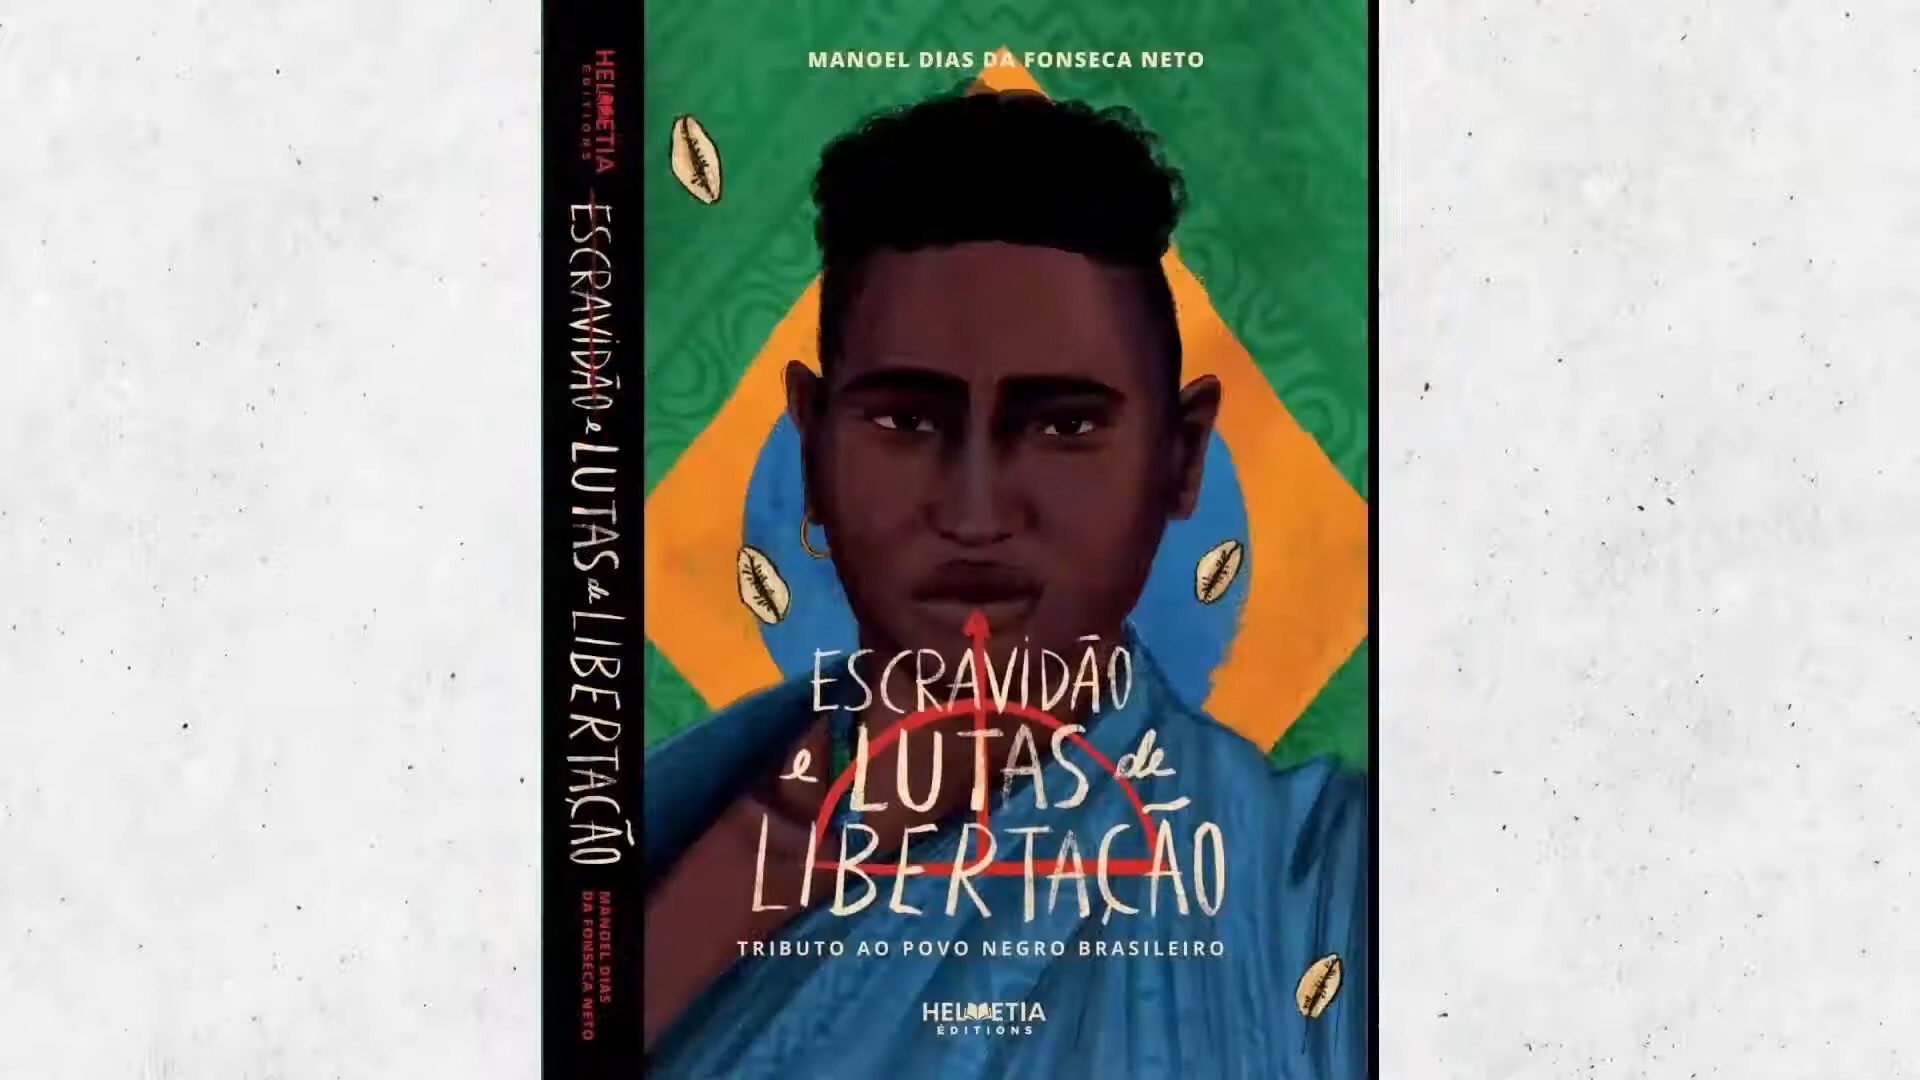 HELVETIA
ÉDITIONS
ESCRAVIDÃO e LUTAS de LIBERTAÇÃO
MANOEL DIAS
DA FONSECA NETO
MANOEL DIAS DA FONSECA NETO
ESCRAVIDÃO
e LUTAS de
LIBERTAÇÃO
TRIBUTO AO POVO NEGRO BRASILEIRO
HELVETIA
ÉDITIONS